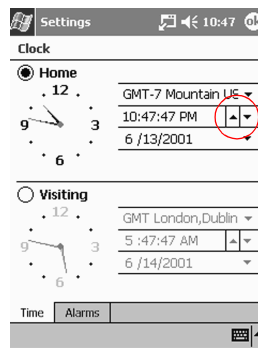 Settings 10:47 ok
Clock
Home
12
9 3
6
GMT-7 Mountain US
10:47:47 PM
6 /13/2001
Visiting
12
9 3
6
GMT London,Dublin
5 :47:47 AM
6 /14/2001
Time Alarms